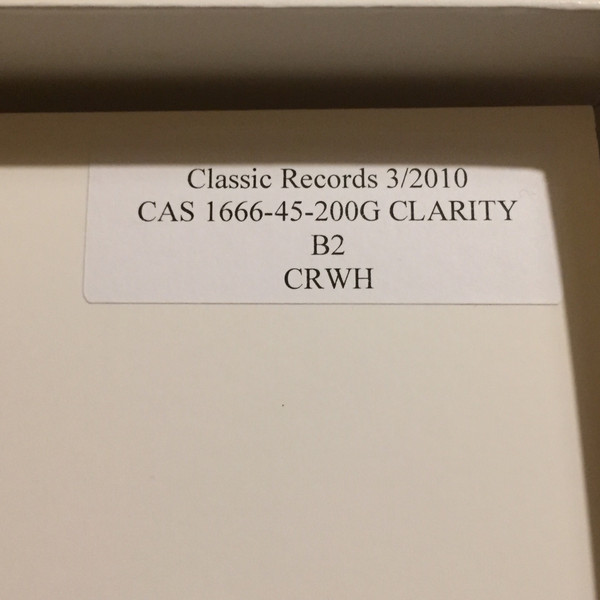 Classic Records 3/2010
CAS 1666-45-200G CLARITY
B2
CRWH